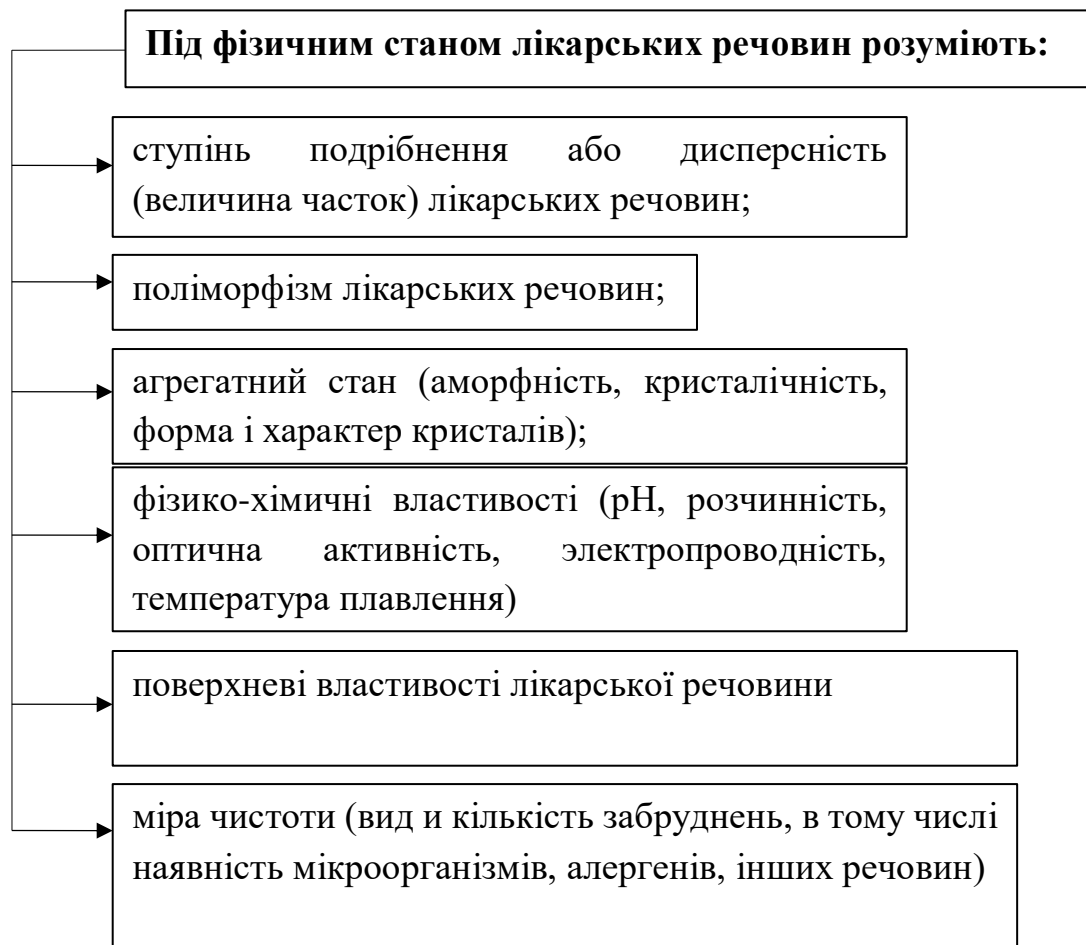 Під фізичним станом лікарських речовин розуміють:
ступінь подрібнення або дисперсність
(величина часток) лікарських речовин;
поліморфізм лікарських речовин;
агрегатний стан (аморфність, кристалічність,
форма і характер кристалів);
фізико-хімичні властивості (рН, розчинність,
оптична активність, электропроводність,
температура плавлення)
поверхневі властивості лікарської речовини
міра чистоти (вид и кількість забруднень, в тому числі
наявність мікроорганізмів, алергенів, інших речовин)